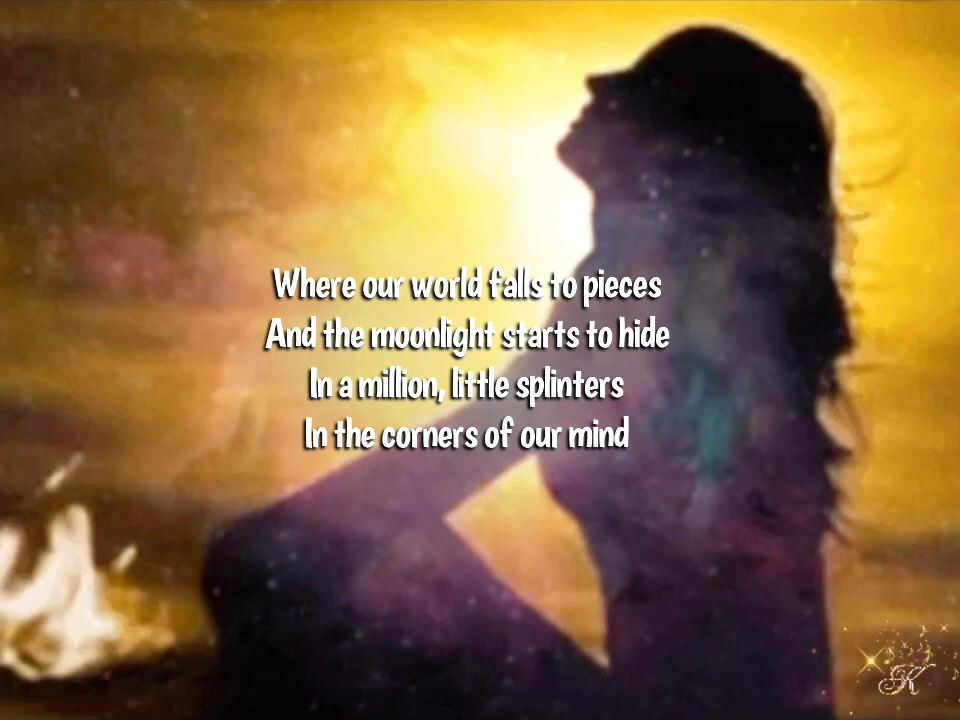 Where our world falls to pieces
And the moonlight starts to hide
In a million, little splinters
In the corners of our mind
K